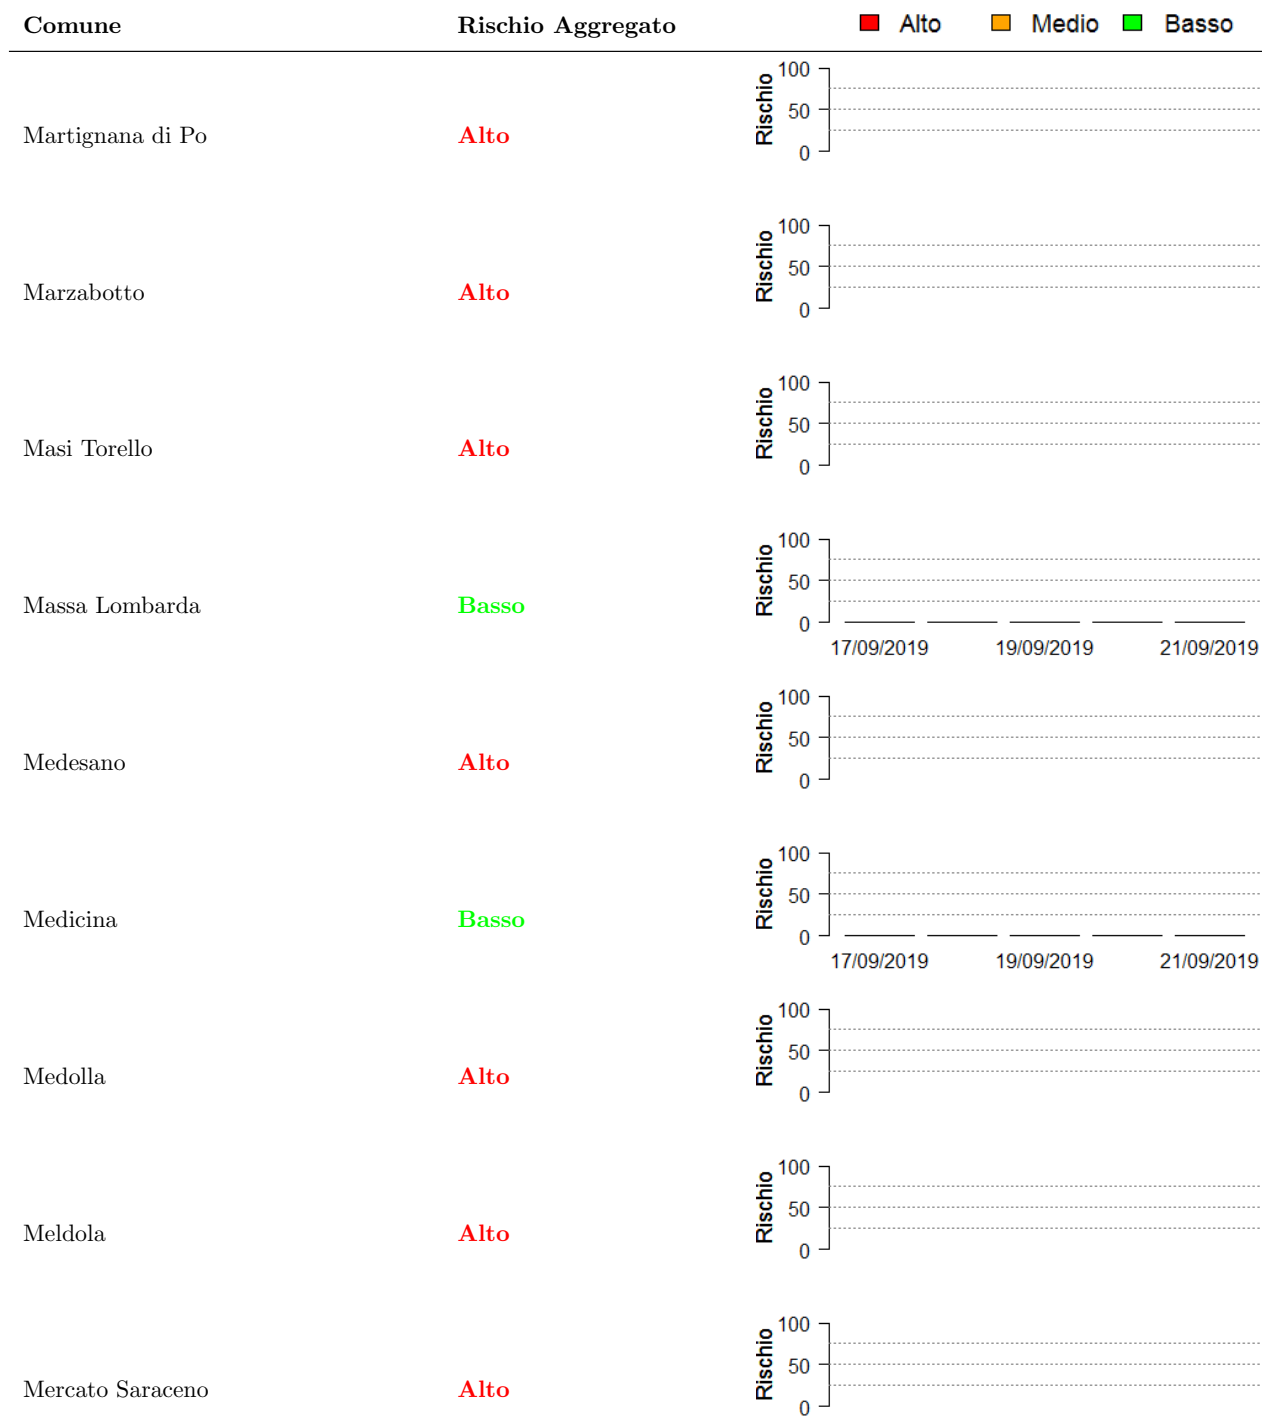 Comune Rischio Aggregato Alto Medio Basso
Martignana di Po Alto Rischio 100 50 0
Marzabotto Alto Rischio 100 50 0
Masi Torello Alto Rischio 100 50 0
Massa Lombarda Basso Rischio 100 50 0
17/09/2019 19/09/2019 21/09/2019
Medesano Alto Rischio 100 50 0
Medicina Basso Rischio 100 50 0
17/09/2019 19/09/2019 21/09/2019
Medolla Alto Rischio 100 50 0
Meldola Alto Rischio 100 50 0
Mercato Saraceno Alto Rischio 100 50 0